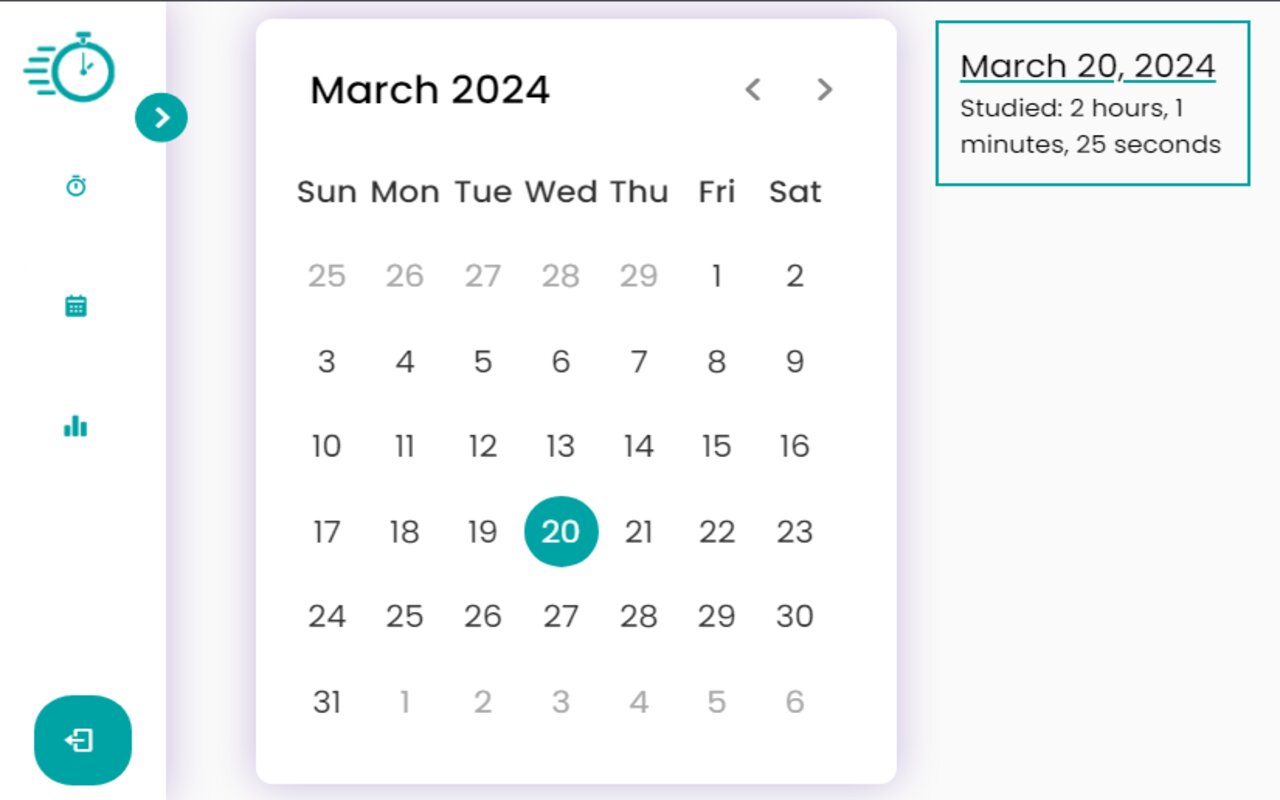 March 2024
Sun Mon Tue Wed Thu Fri Sat
25 26 27 28 29 1 2
3 4 5 6 7 8 9
10 11 12 13 14 15 16
17 18 19 20 21 22 23
24 25 26 27 28 29 30
31 1 2 3 4 5 6
March 20, 2024
Studied: 2 hours, 1
minutes, 25 seconds